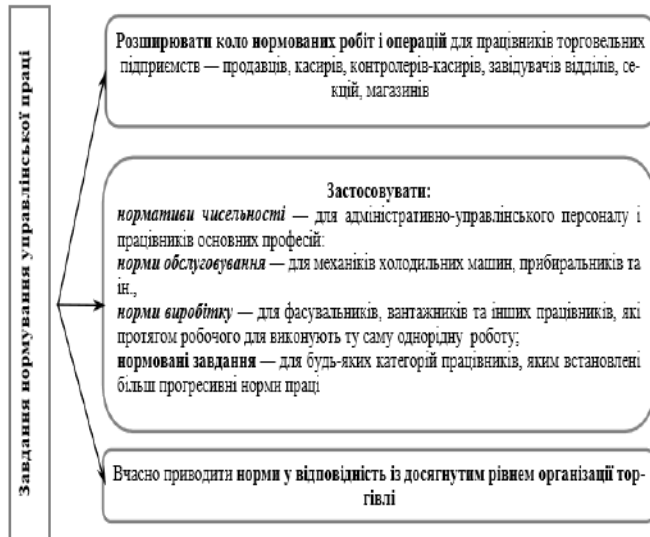 Завдання нормування управлінської праці
Розширювати коло нормованих робіт і операцій для працівників торговельних
підприємств — продавців, касирів, контролерів-касирів, завідувачів відділів, се-
кцій, магазинів
Застосовувати:
нормативи чисельності — для адміністративно-управлінського персоналу і
працівників основних професій:
норми обслуговування — для механіків холодильних машин, прибиральників та
ін.,
норми виробітку — для фасувальників, вантажників та інших працівників, які
протягом робочого для виконують ту саму однорідну роботу;
нормовані завдання — для будь-яких категорій працівників, яким встановлені
більш прогресивні норми праці
Вчасно приводити норми у відповідність із досягнутим рівнем організації тор-
гівлі